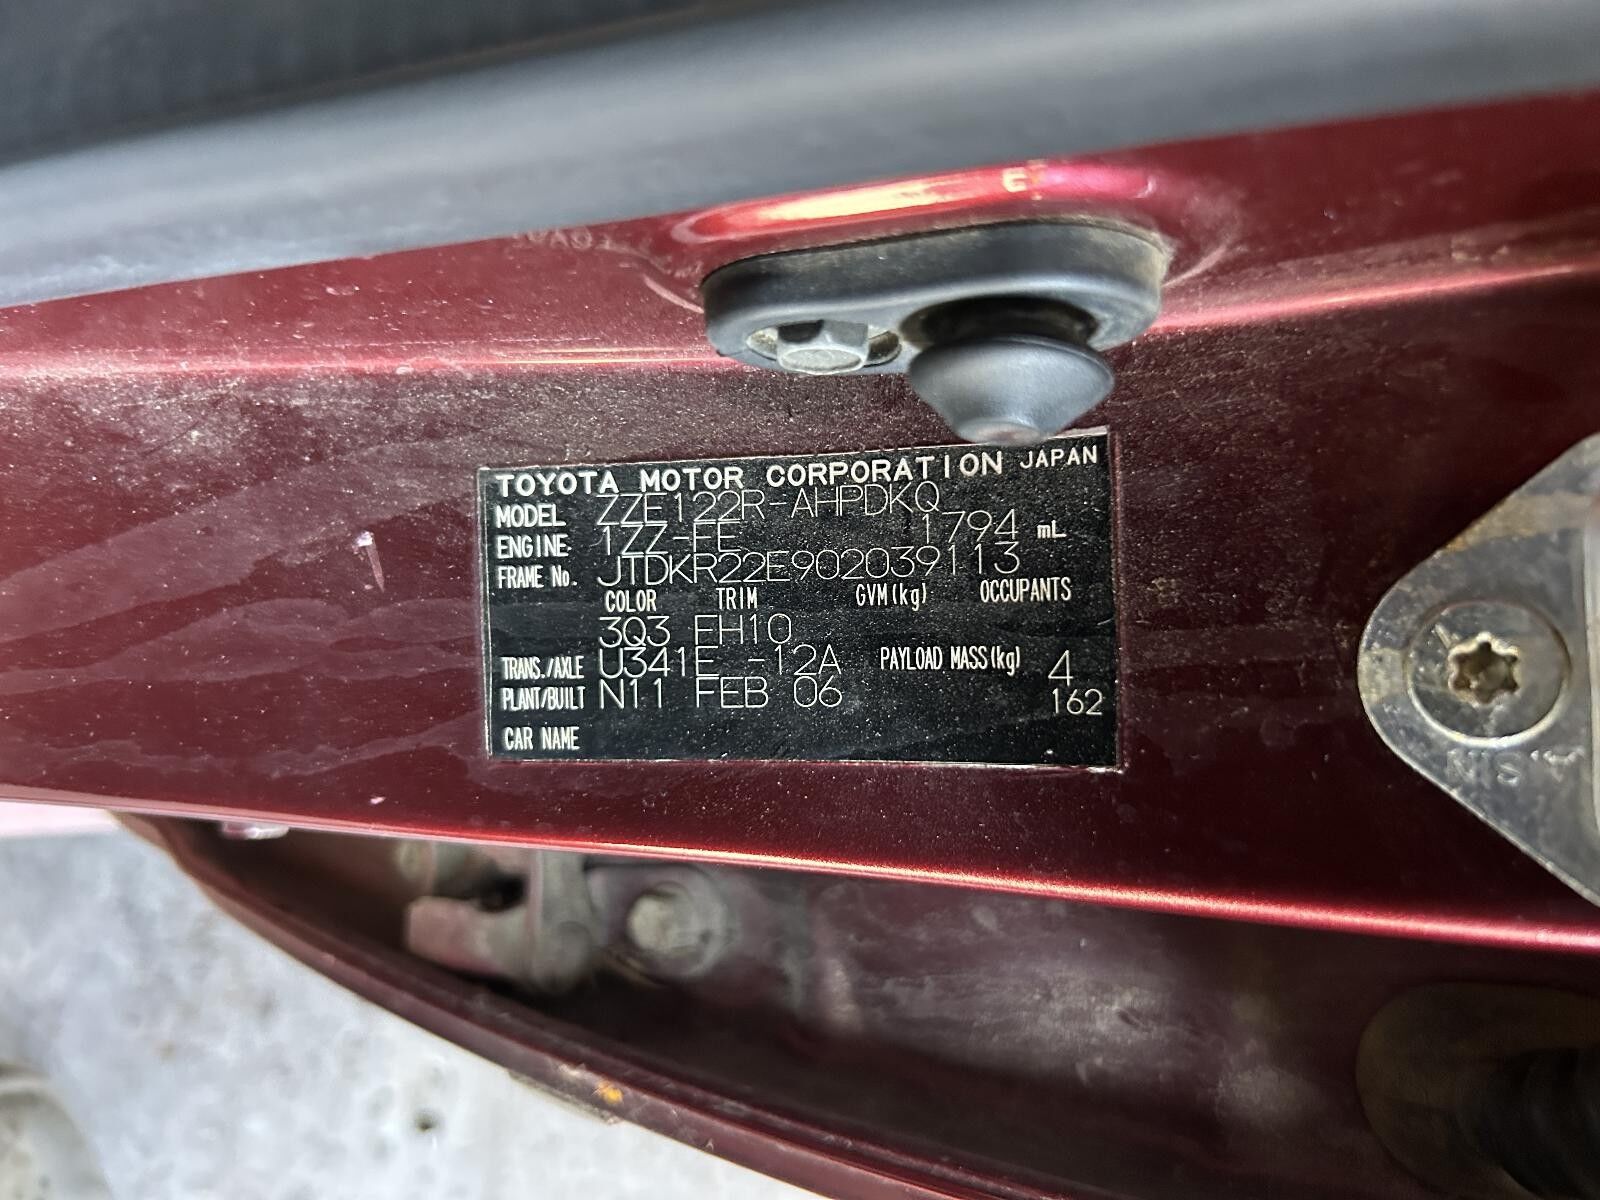 TOYOTA MOTOR CORPORATION JAPAN
MODEL ZZE122R-AHPDKQ
ENGINE 1ZZ-FE 1794 mL
FRAME No. JTDKR22E902039113
COLOR TRIM GVM(kg) OCCUPANTS
3Q3 FH10
TRANS./AXLE U341E -12A PAYLOAD MASS(kg) 4
PLANT/BUILT N11 FEB 06 162
CAR NAME